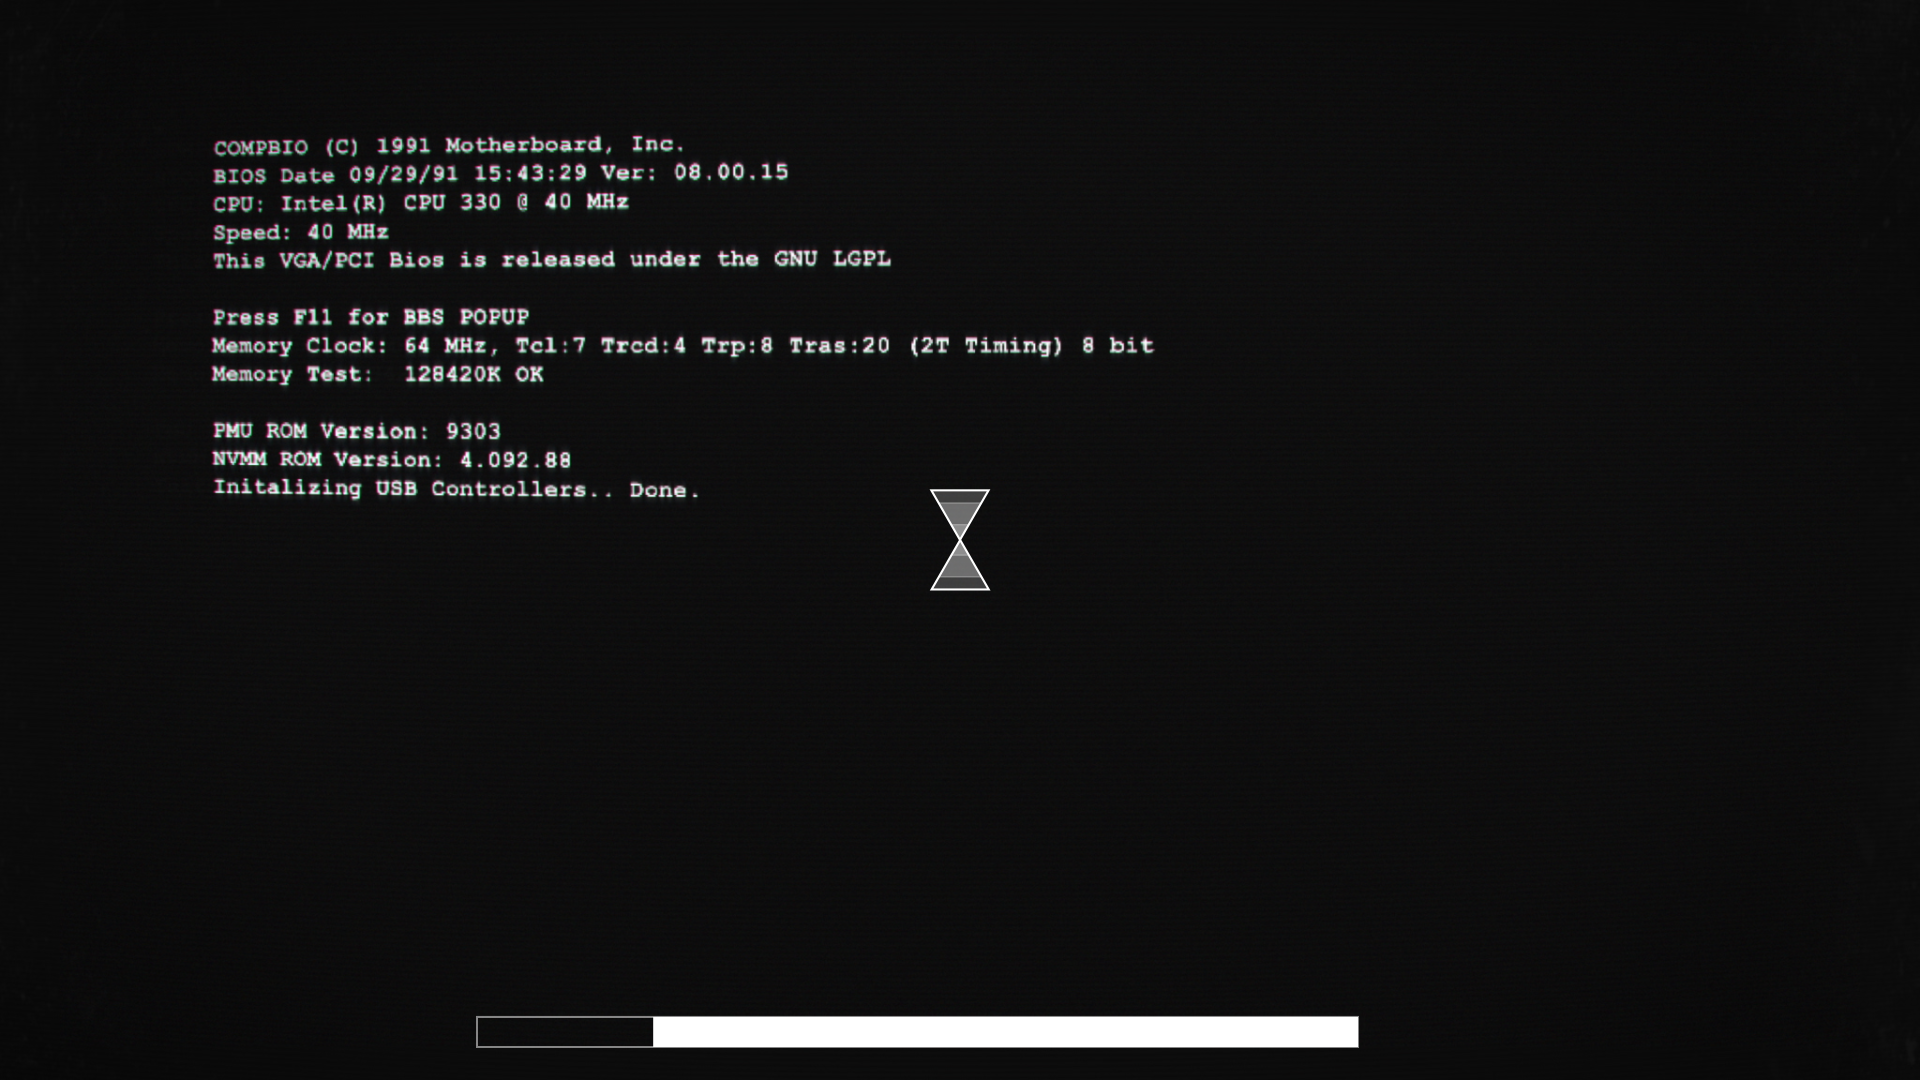 COMPBIO (C) 1991 Motherboard, Inc.
BIOS Date 09/29/91 15:43:29 Ver: 08.00.15
CPU: Intel(R) CPU 330 @ 40 MHz
Speed: 40 MHz
This VGA/PCI Bios is released under the GNU LGPL
Press F11 for BBS POPUP
Memory Clock: 64 MHz, Tcl:7 Trcd:4 Trp:8 Tras:20 (2T Timing) 8 bit
Memory Test: 128420K OK
PMU ROM Version: 9303
NVMM ROM Version: 4.092.88
Initalizing USB Controllers.. Done.